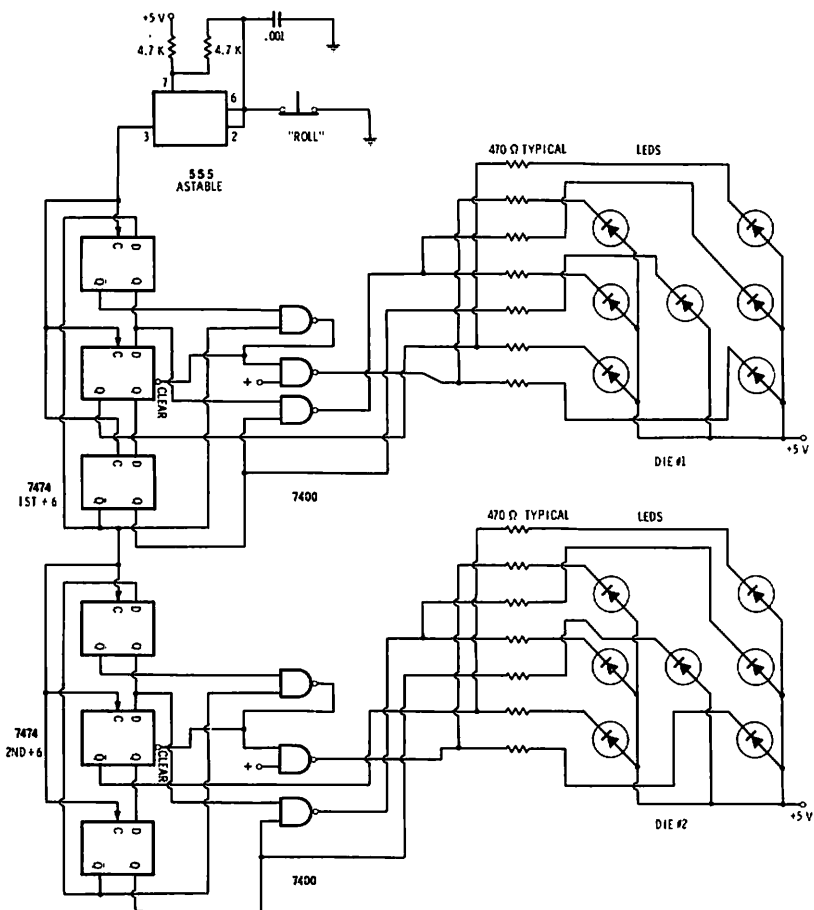 +5 V
4.7 K
4.7 K
.001
7
6
3
2
"ROLL"
555
ASTABLE
470 Ω TYPICAL
LEDS
C
D
Q̄
Q
C
D
Q̄
Q
CLEAR
+
C
D
Q̄
Q
7474
1ST ÷ 6
7400
+5 V
DIE #1
470 Ω TYPICAL
LEDS
C
D
Q̄
Q
C
D
Q̄
Q
CLEAR
+
7474
2ND ÷ 6
C
D
Q̄
Q
7400
+5 V
DIE #2